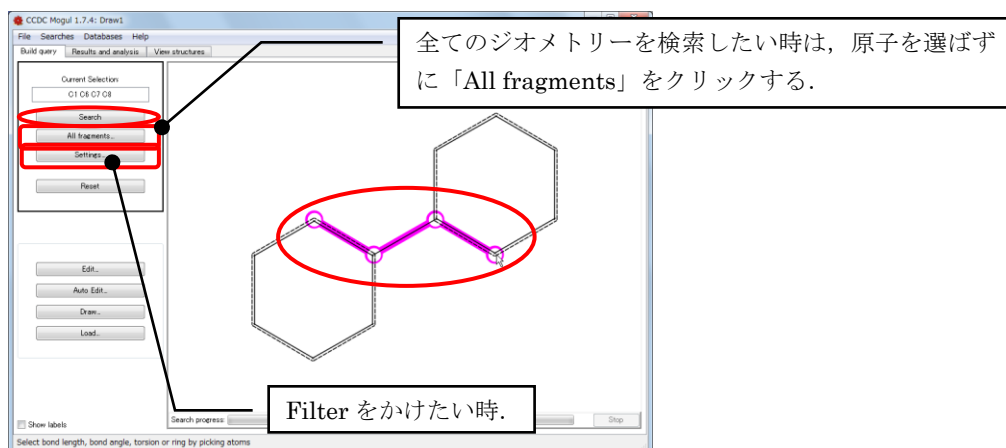 CCDC Mogul 1.7.4: Draw1
File Searches Databases Help
Build query Results and analysis View structures
全てのジオメトリーを検索したい時は，原子を選ばず
に「All fragments」をクリックする．
Current Selection
C1 C6 C7 C8
Search
All fragments...
Settings...
Reset
Edit...
Auto Edit...
Draw...
Load...
Filter をかけたい時．
Show labels
Search progress:
Stop
Select bond length, bond angle, torsion or ring by picking atoms